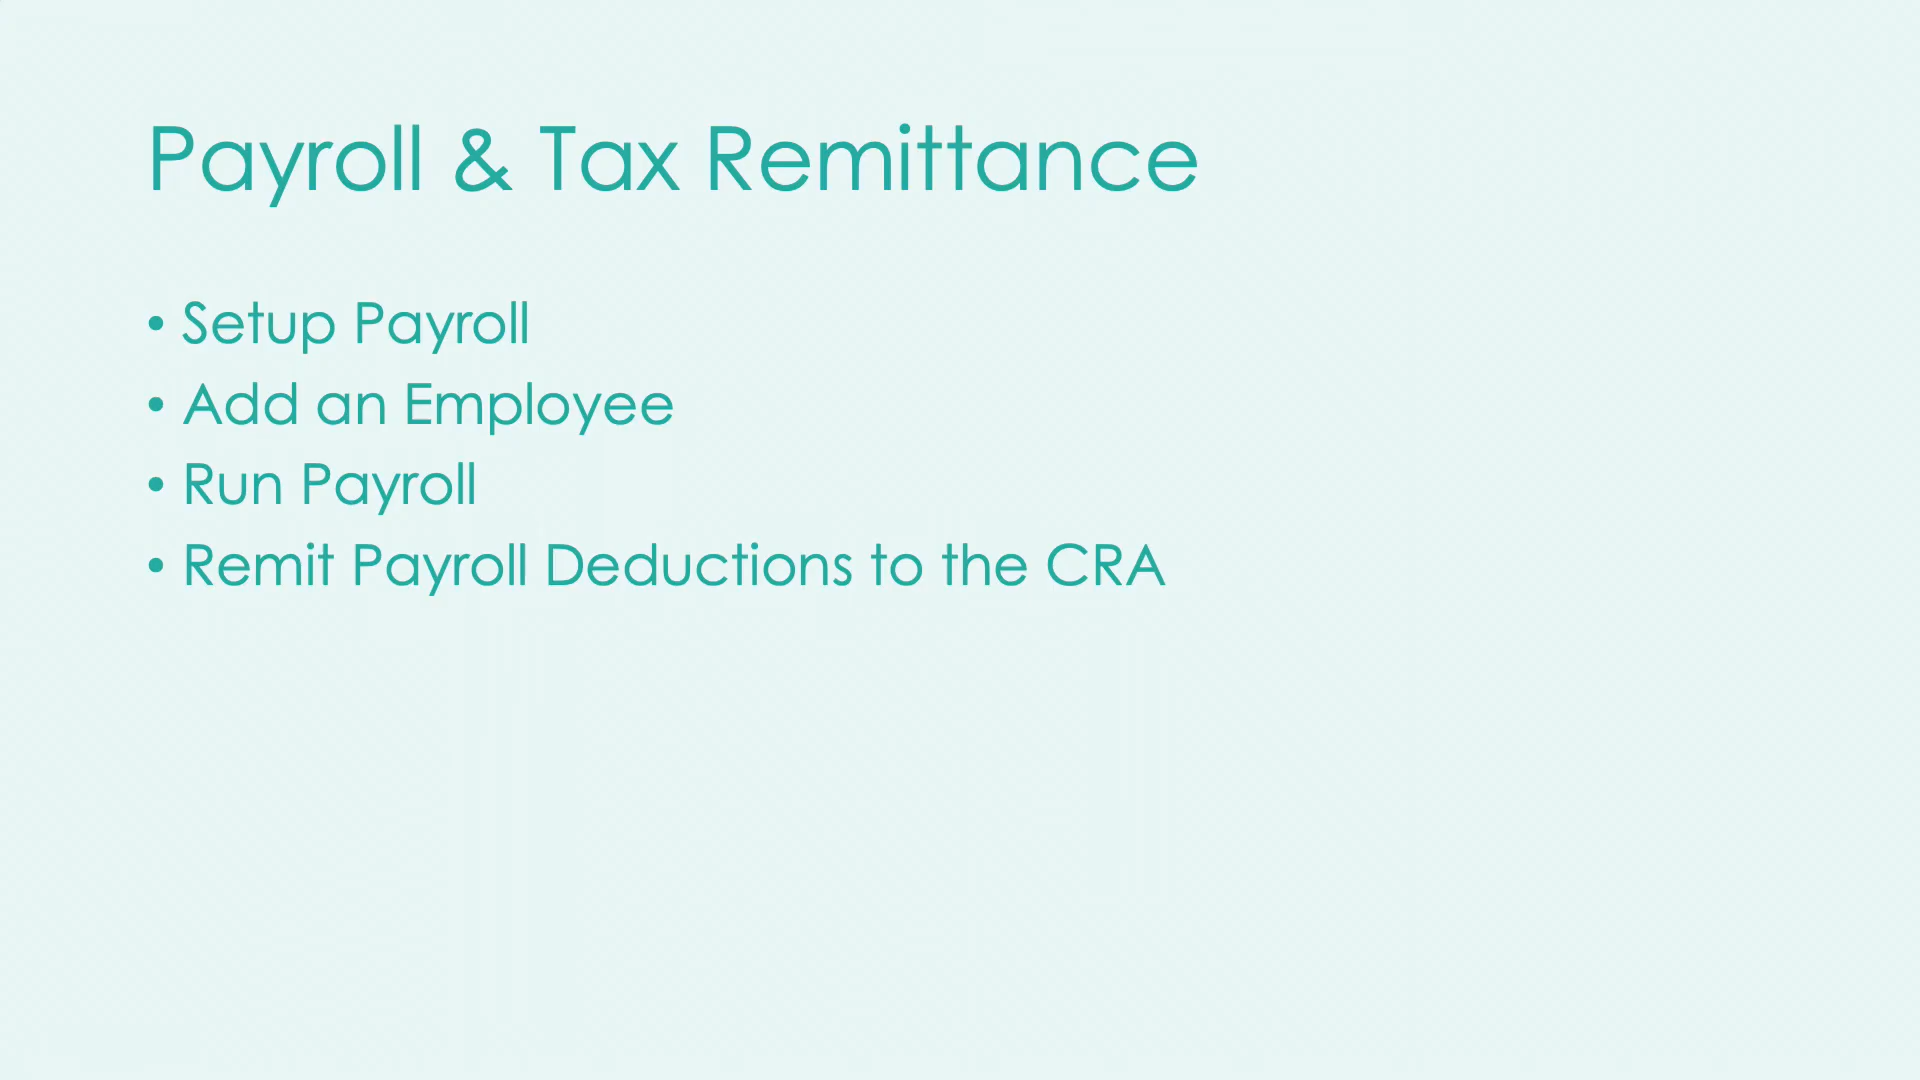 Payroll & Tax Remittance
• Setup Payroll
• Add an Employee
• Run Payroll
• Remit Payroll Deductions to the CRA